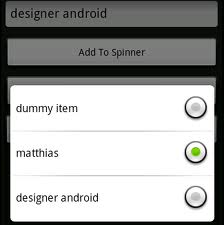 designer android
Add To Spinner
dummy item
matthias
designer android